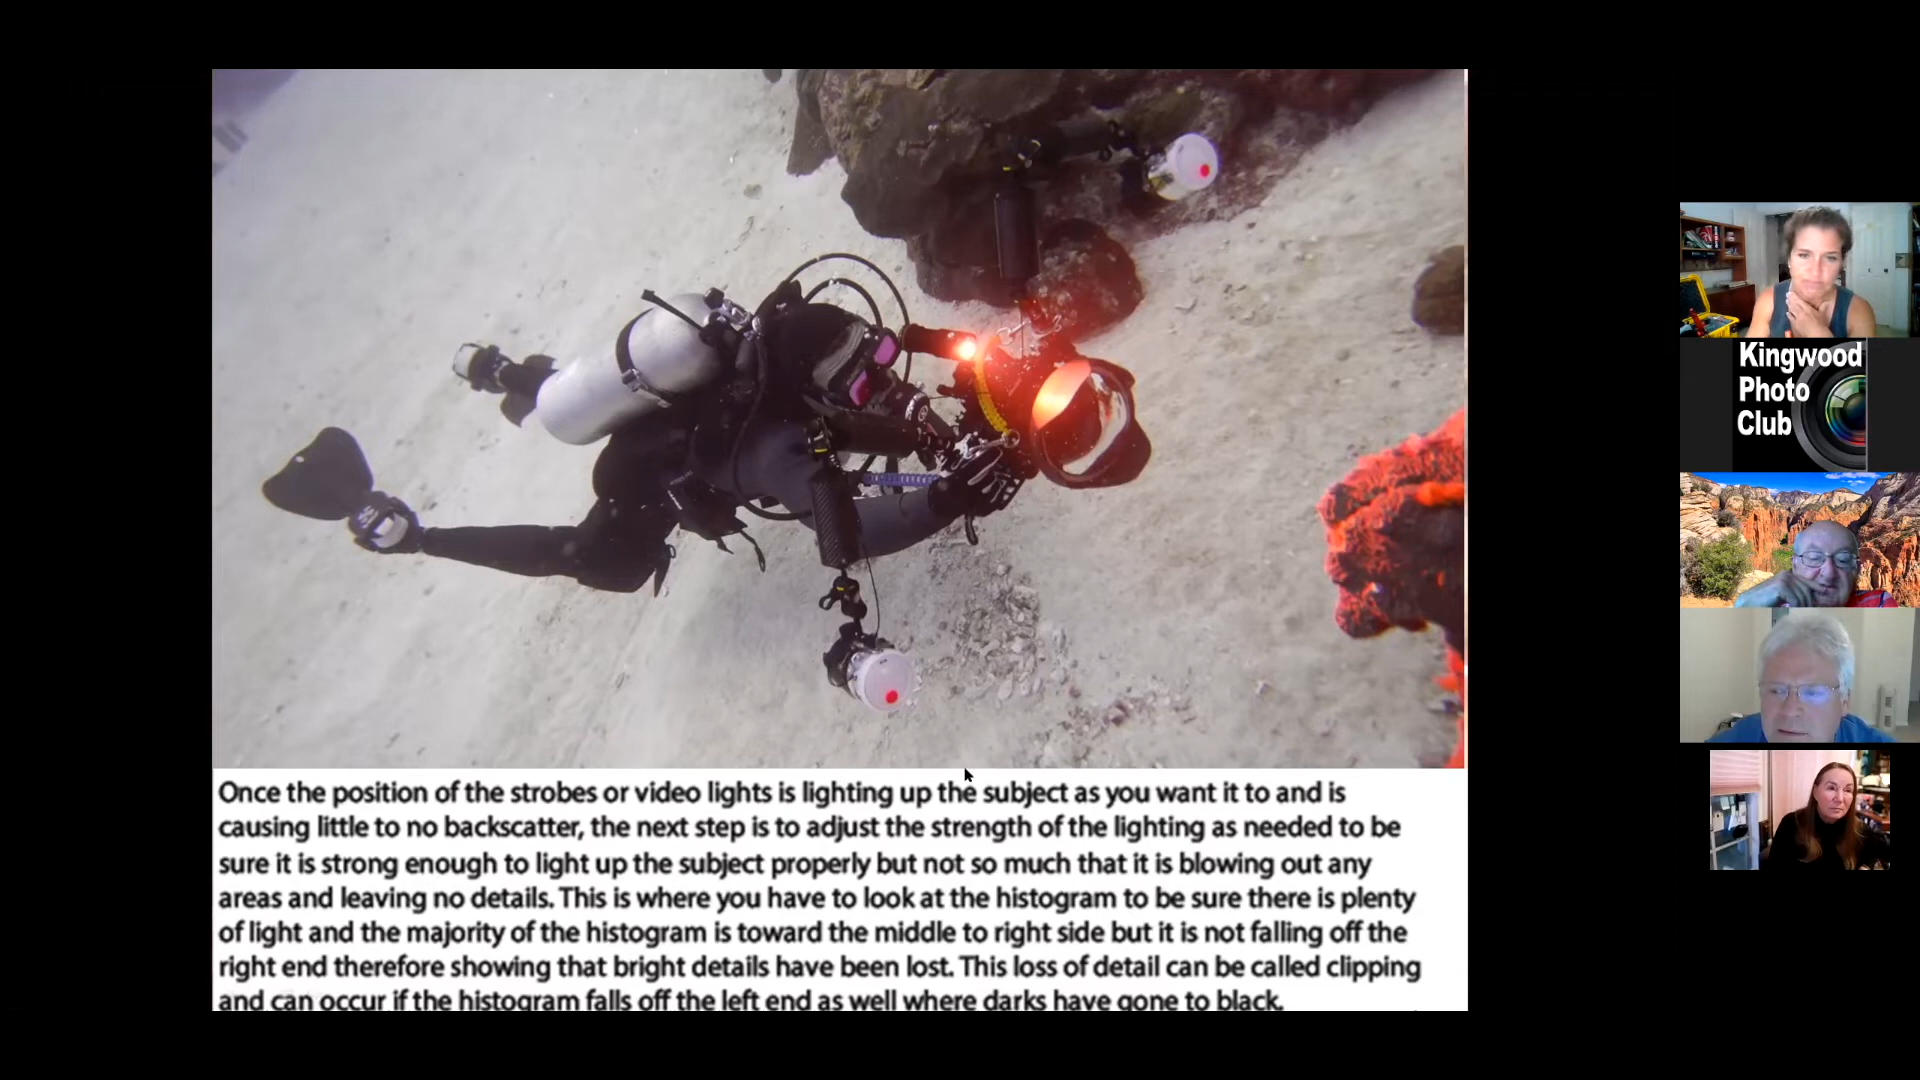 Once the position of the strobes or video lights is lighting up the subject as you want it to and is
causing little to no backscatter, the next step is to adjust the strength of the lighting as needed to be
sure it is strong enough to light up the subject properly but not so much that it is blowing out any
areas and leaving no details. This is where you have to look at the histogram to be sure there is plenty
of light and the majority of the histogram is toward the middle to right side but it is not falling off the
right end therefore showing that bright details have been lost. This loss of detail can be called clipping
and can occur if the histogram falls off the left end as well where darks have gone to black.
Kingwood
Photo
Club